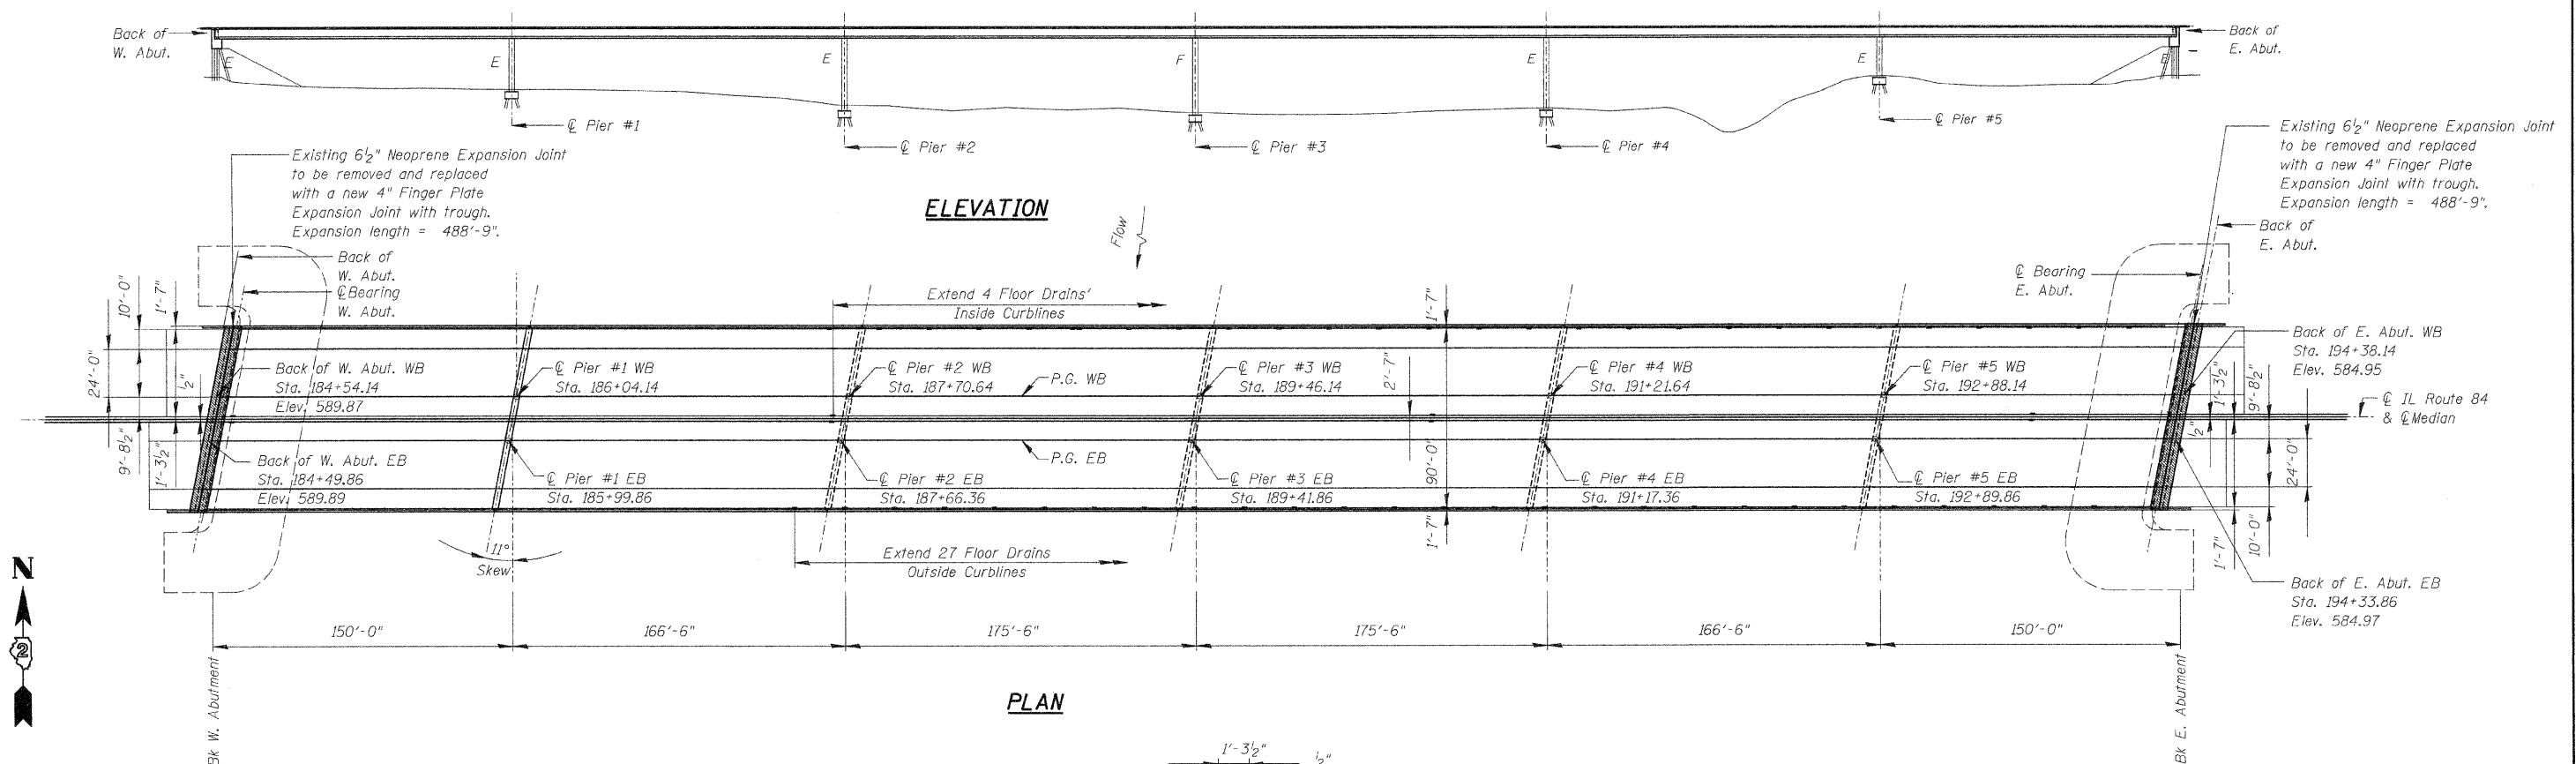 Back of
W. Abut.
E
E
E
F
E
E
E
Back of
E. Abut.
℄ Pier #1
℄ Pier #2
℄ Pier #3
℄ Pier #4
℄ Pier #5
Existing 6½" Neoprene Expansion Joint
to be removed and replaced
with a new 4" Finger Plate
Expansion Joint with trough.
Expansion length = 488'-9".
ELEVATION
Flow
Existing 6½" Neoprene Expansion Joint
to be removed and replaced
with a new 4" Finger Plate
Expansion Joint with trough.
Expansion length = 488'-9".
Back of
E. Abut.
Back of
W. Abut.
℄ Bearing
W. Abut.
℄ Bearing
E. Abut.
Extend 4 Floor Drains'
Inside Curblines
10'-0"
1'-7"
24'-0"
½"
9'-8½"
1'-3½"
Back of W. Abut. WB
Sta. 184+54.14
Elev. 589.87
℄ Pier #1 WB
Sta. 186+04.14
℄ Pier #2 WB
Sta. 187+70.64
P.G. WB
℄ Pier #3 WB
Sta. 189+46.14
1'-7"
2'-7"
℄ Pier #4 WB
Sta. 191+21.64
℄ Pier #5 WB
Sta. 192+88.14
Back of E. Abut. WB
Sta. 194+38.14
Elev. 584.95
1'-3½"
9'-8½"
℄ IL Route 84
& ℄ Median
Back of W. Abut. EB
Sta. 184+49.86
Elev. 589.89
℄ Pier #1 EB
Sta. 185+99.86
℄ Pier #2 EB
Sta. 187+66.36
P.G. EB
℄ Pier #3 EB
Sta. 189+41.86
90'-0"
1'-7"
℄ Pier #4 EB
Sta. 191+17.36
℄ Pier #5 EB
Sta. 192+89.86
½"
24'-0"
1'-7"
10'-0"
11°
Skew
Extend 27 Floor Drains
Outside Curblines
Back of E. Abut. EB
Sta. 194+33.86
Elev. 584.97
N
2
150'-0"
166'-6"
175'-6"
175'-6"
166'-6"
150'-0"
Bk W. Abutment
Bk E. Abutment
PLAN
1'-3½"
½"